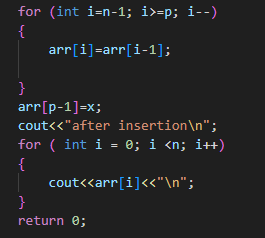 for (int i=n-1; i>=p; i--)
{
arr[i]=arr[i-1];
}
arr[p-1]=x;
cout<<"after insertion\n";
for ( int i = 0; i <n; i++)
{
cout<<arr[i]<<"\n";
}
return 0;